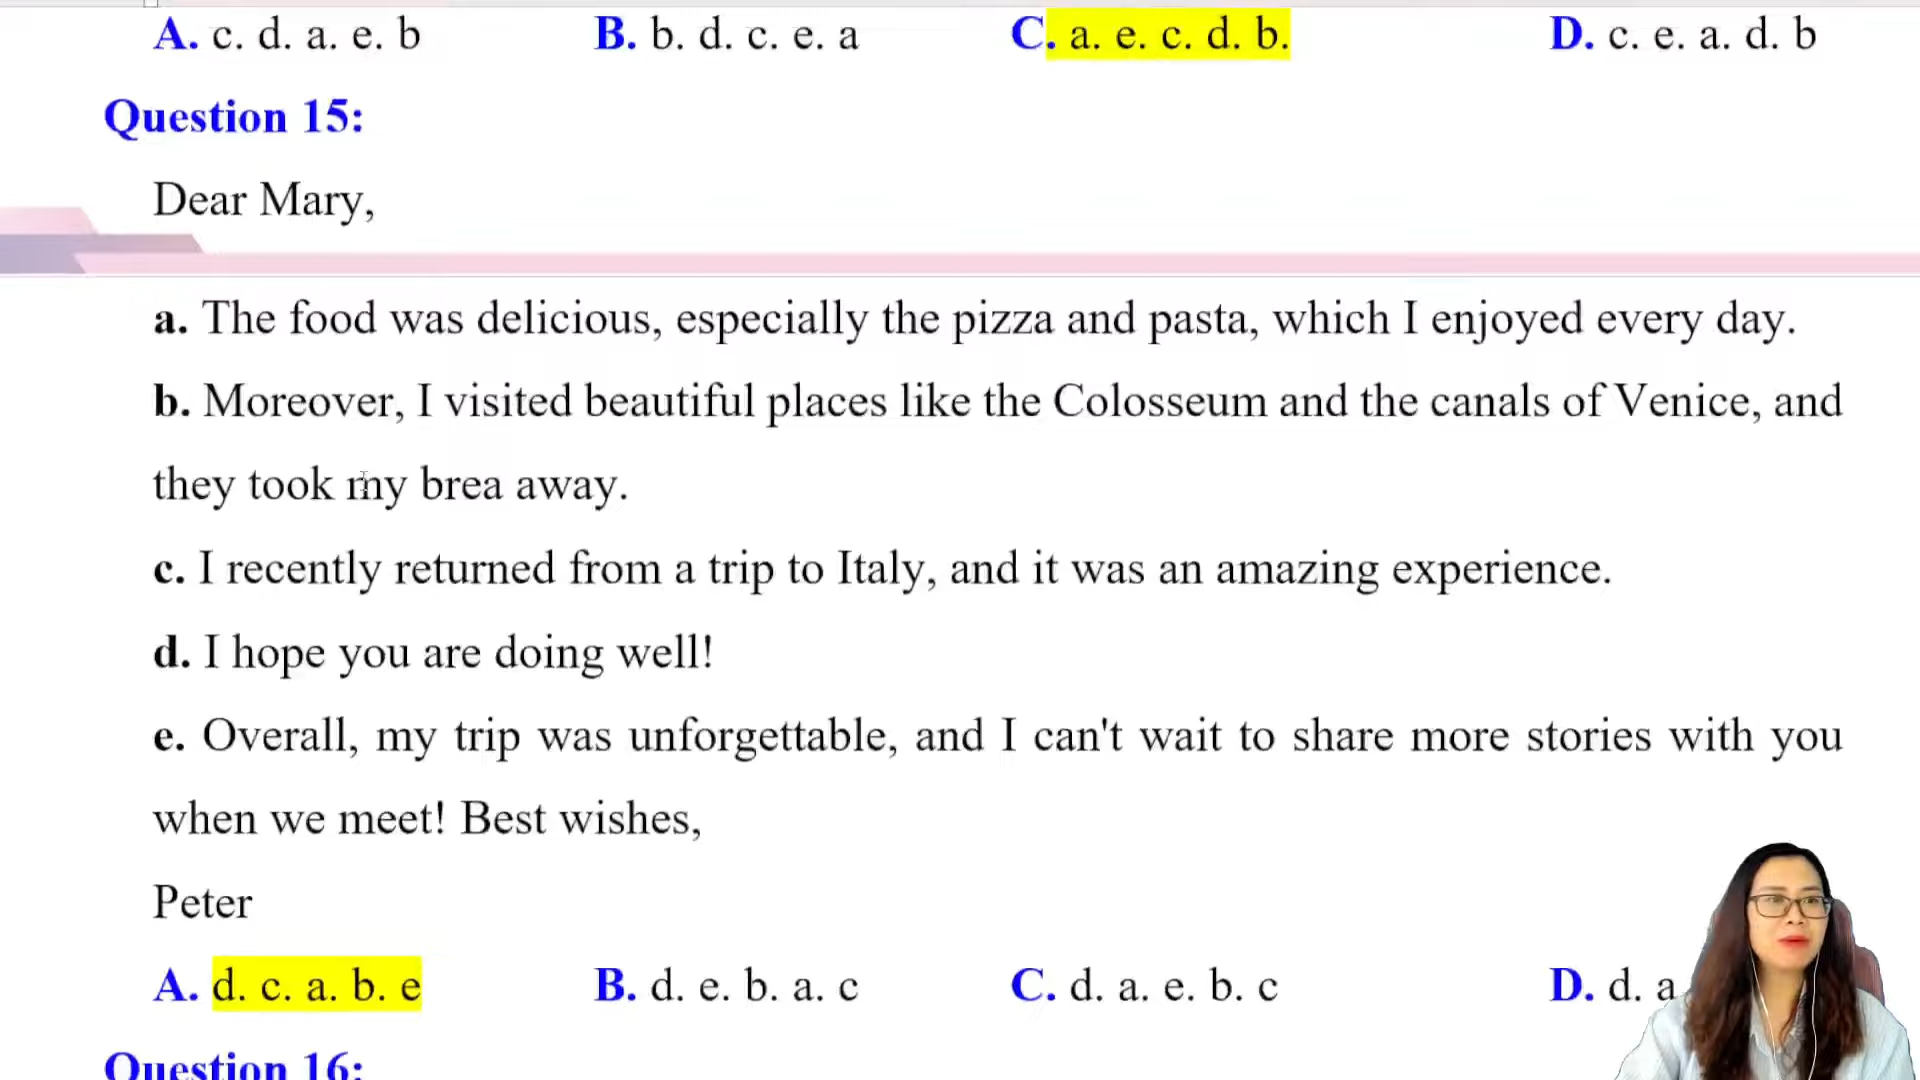 A. c. d. a. e. b B. b. d. c. e. a C. a. e. c. d. b. D. c. e. a. d. b
Question 15:
Dear Mary,
a. The food was delicious, especially the pizza and pasta, which I enjoyed every day.
b. Moreover, I visited beautiful places like the Colosseum and the canals of Venice, and
they took my brea away.
c. I recently returned from a trip to Italy, and it was an amazing experience.
d. I hope you are doing well!
e. Overall, my trip was unforgettable, and I can't wait to share more stories with you
when we meet! Best wishes,
Peter
A. d. c. a. b. e B. d. e. b. a. c C. d. a. e. b. c D. d. a
Question 16: